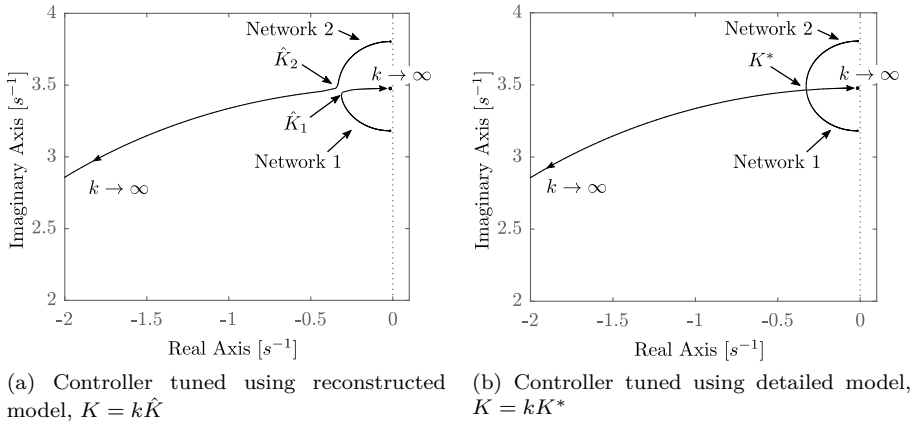 4
3.5
3
2.5
2
-2
-1.5
-1
-0.5
0
Imaginary Axis [s⁻¹]
Real Axis [s⁻¹]
Network 2
K̂₂
k → ∞
K̂₁
Network 1
k → ∞
(a) Controller tuned using reconstructed
model, K = kK̂
4
3.5
3
2.5
2
-2
-1.5
-1
-0.5
0
Imaginary Axis [s⁻¹]
Real Axis [s⁻¹]
Network 2
K*
k → ∞
Network 1
k → ∞
(b) Controller tuned using detailed model,
K = kK*